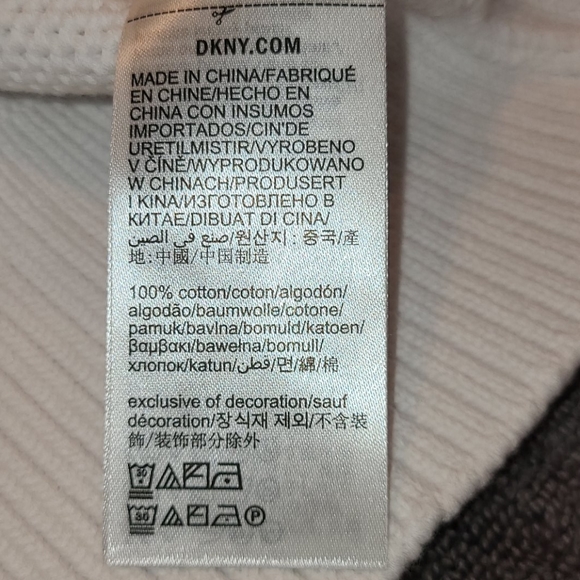 DKNY.COM
MADE IN CHINA/FABRIQUÉ
EN CHINE/HECHO EN
CHINA CON INSUMOS
IMPORTADOS/CIN'DE
URETILMISTIR/VYROBENO
V ČÍNĚ/WYPRODUKOWANO
W CHINACH/PRODUSERT
I KINA/ИЗГОТОВЛЕНО В
КИТАЕ/DIBUAT DI CINA/
صنع في الصين/원산지: 중국/產
地:中國/中国制造
100% cotton/coton/algodón/
algodão/baumwolle/cotone/
pamuk/bavlna/bomuld/katoen/
βαμβακι/bawełna/bomull/
хлопок/katun/قطن/면/綿/棉
exclusive of decoration/sauf
décoration/장식재 제외/不含裝
飾/装饰部分除外
30
30 P